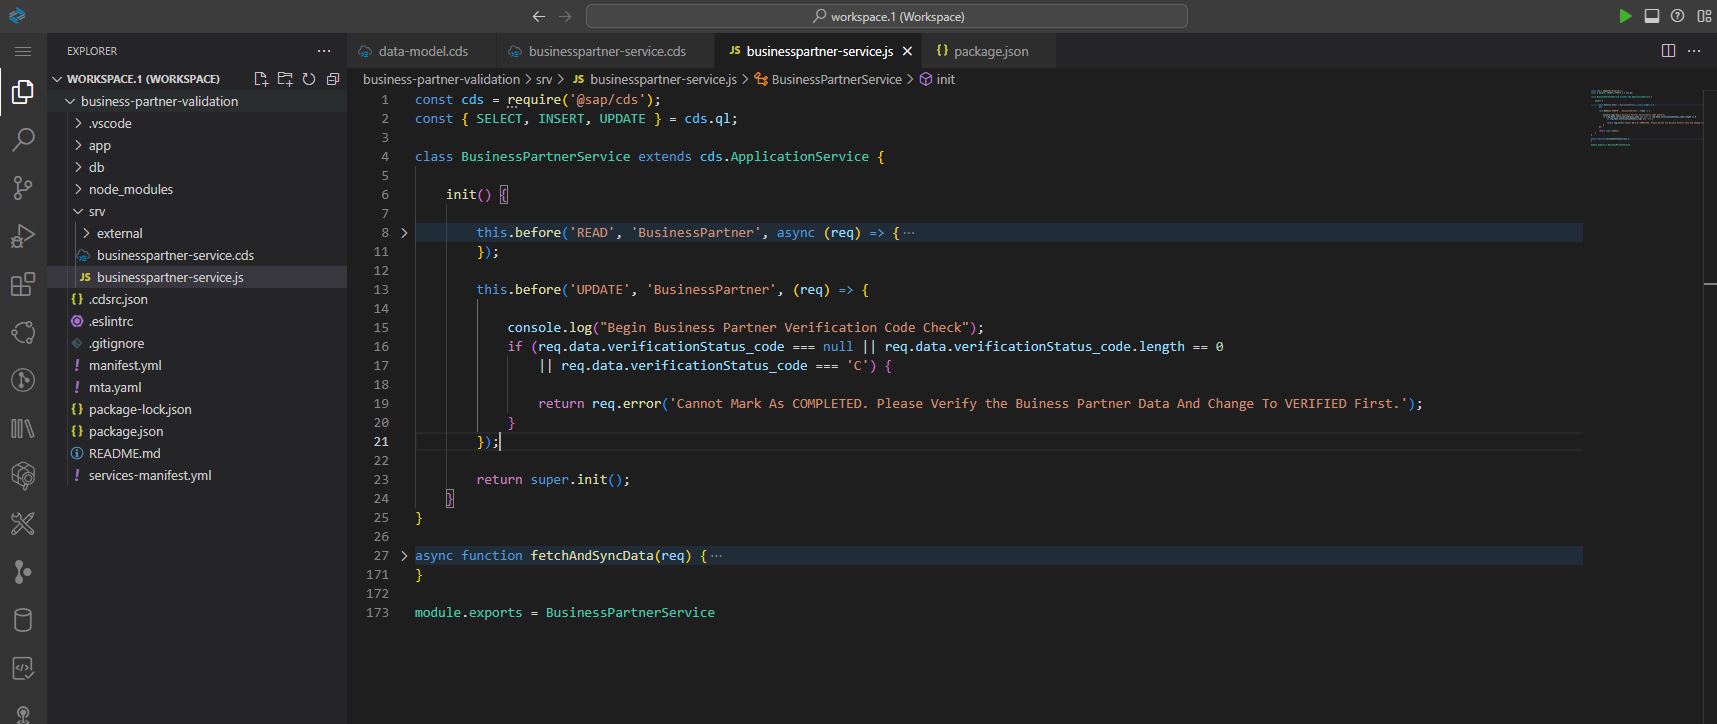 workspace.1 (Workspace)
EXPLORER
WORKSPACE.1 (WORKSPACE)
business-partner-validation
.vscode
app
db
node_modules
srv
external
businesspartner-service.cds
JS businesspartner-service.js
{} .cdsrc.json
.eslintrc
.gitignore
! manifest.yml
! mta.yaml
{} package-lock.json
{} package.json
README.md
! services-manifest.yml
data-model.cds
businesspartner-service.cds
JS businesspartner-service.js
{} package.json
business-partner-validation > srv > JS businesspartner-service.js > BusinessPartnerService > init
1 const cds = require('@sap/cds');
2 const { SELECT, INSERT, UPDATE } = cds.ql;
3
4 class BusinessPartnerService extends cds.ApplicationService {
5
6 init() {
7
8 this.before('READ', 'BusinessPartner', async (req) => {···
11 });
12
13 this.before('UPDATE', 'BusinessPartner', (req) => {
14
15 console.log("Begin Business Partner Verification Code Check");
16 if (req.data.verificationStatus_code === null || req.data.verificationStatus_code.length == 0
17 || req.data.verificationStatus_code === 'C') {
18
19 return req.error('Cannot Mark As COMPLETED. Please Verify the Buiness Partner Data And Change To VERIFIED First.');
20 }
21 });
22
23 return super.init();
24 }
25 }
26
27 async function fetchAndSyncData(req) {···
171 }
172
173 module.exports = BusinessPartnerService